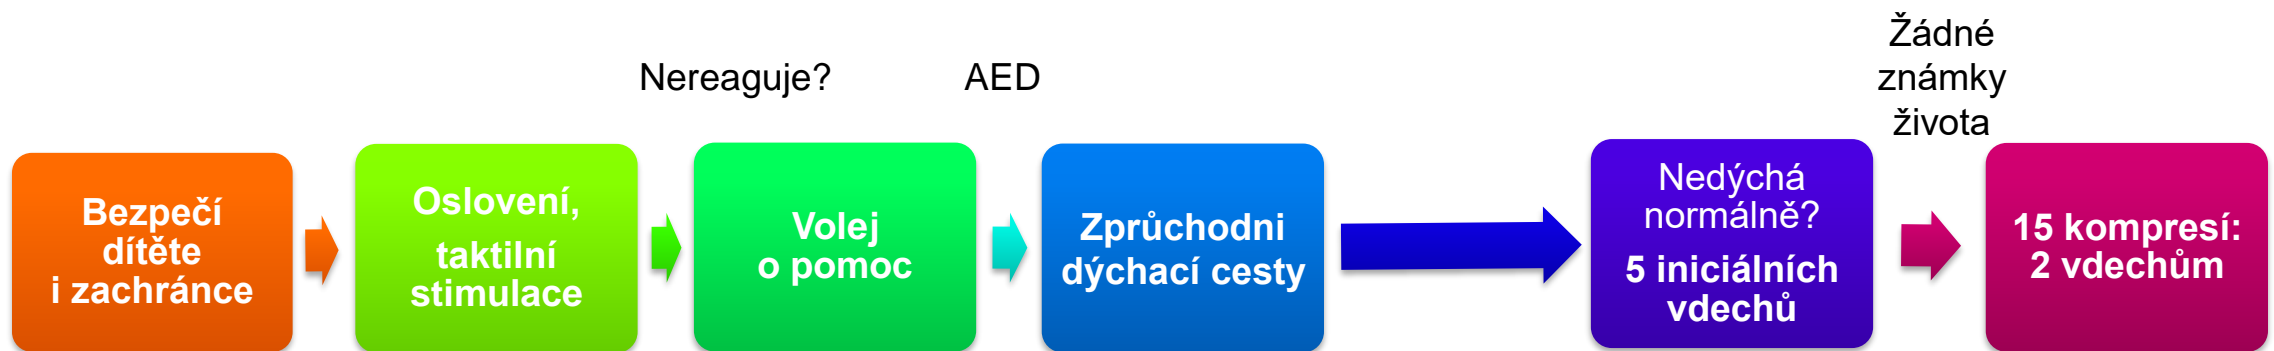 Bezpečí
dítěte
i zachránce
Oslovení,
taktilní
stimulace
Nereaguje?
Volej
o pomoc
AED
Zprůchodni
dýchací cesty
Nedýchá
normálně?
5 iniciálních
vdechů
Žádné
známky
života
15 kompresí:
2 vdechům